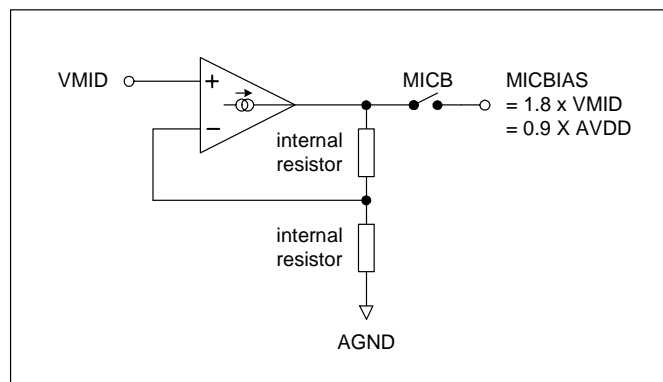 VMID
+
−
MICB
MICBIAS
= 1.8 x VMID
= 0.9 X AVDD
internal
resistor
internal
resistor
AGND